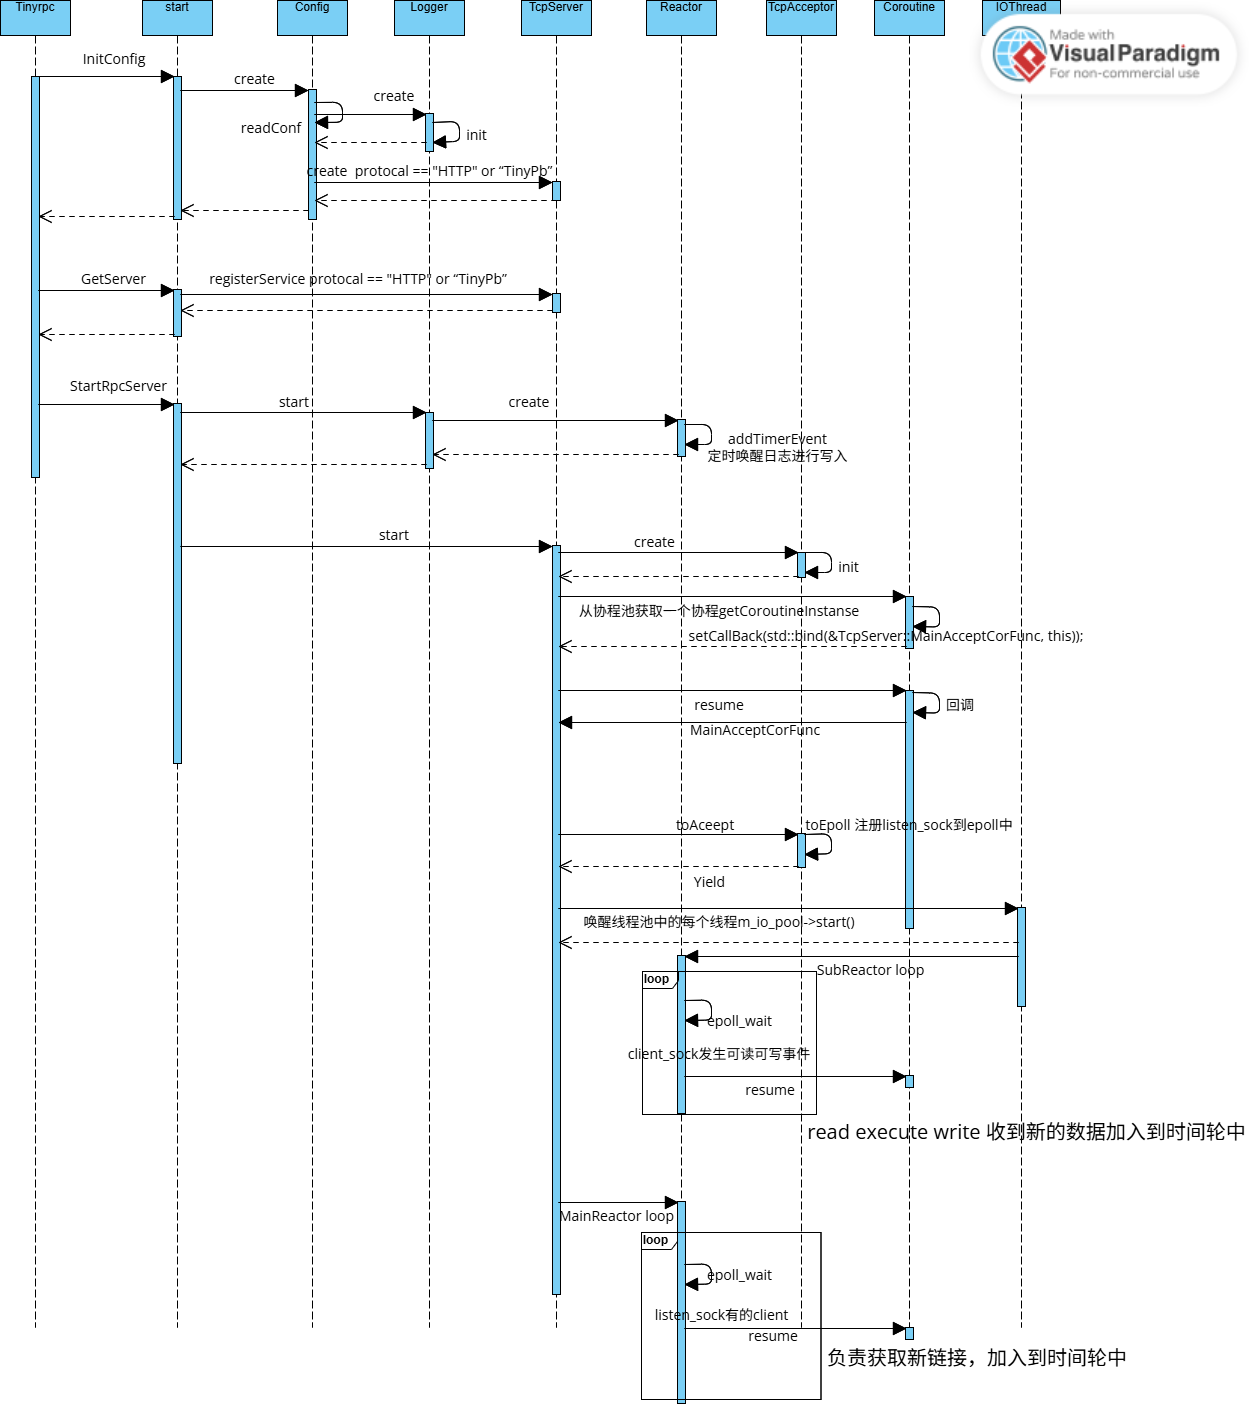 Tinyrpc
start
Config
Logger
TcpServer
Reactor
TcpAcceptor
Coroutine
IOThread
Made with
Visual Paradigm
For non-commercial use
InitConfig
create
create
readConf
init
create protocal == "HTTP" or “TinyPb”
GetServer
registerService protocal == "HTTP" or “TinyPb”
StartRpcServer
start
create
addTimerEvent
定时唤醒日志进行写入
start
create
init
从协程池获取一个协程getCoroutineInstanse
setCallBack(std::bind(&TcpServer::MainAcceptCorFunc, this));
resume
回调
MainAcceptCorFunc
toAceept
toEpoll 注册listen_sock到epoll中
Yield
唤醒线程池中的每个线程m_io_pool->start()
SubReactor loop
loop
epoll_wait
client_sock发生可读可写事件
resume
read execute write 收到新的数据加入到时间轮中
MainReactor loop
loop
epoll_wait
listen_sock有的client
resume
负责获取新链接，加入到时间轮中